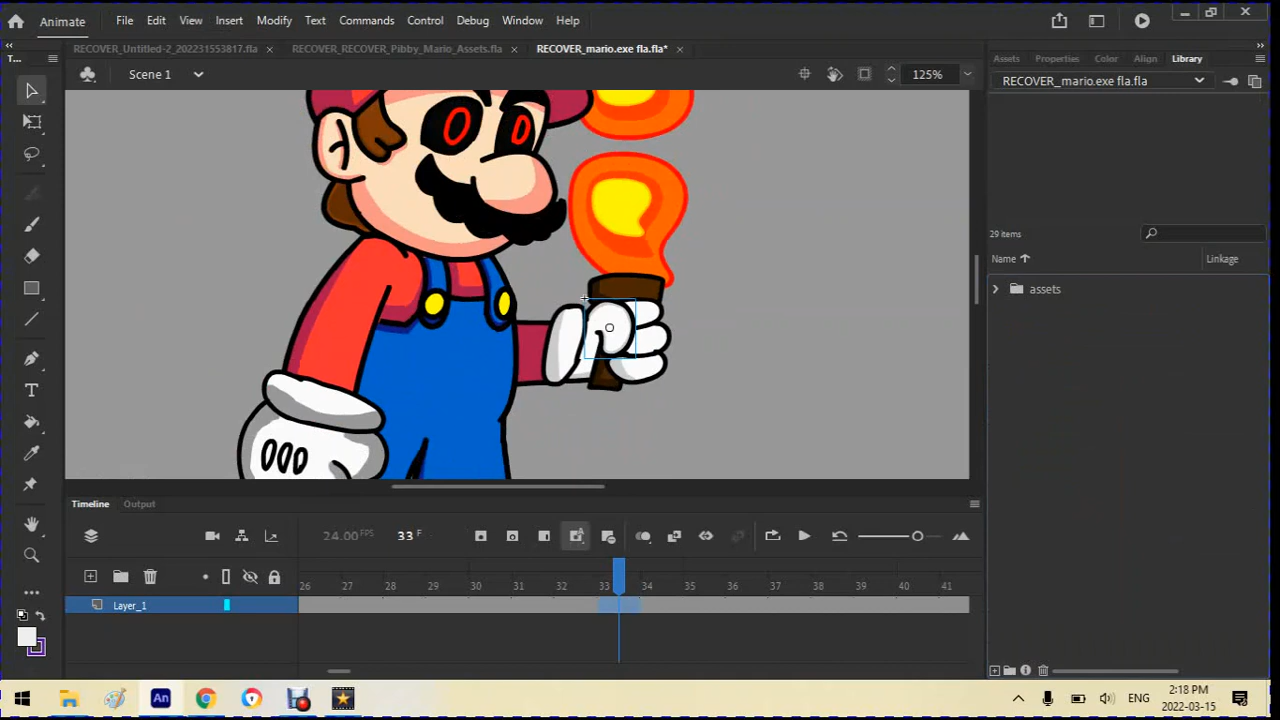 Animate File Edit View Insert Modify Text Commands Control Debug Window Help
RECOVER_Untitled-2_202231553817.fla × RECOVER_RECOVER_Pibby_Mario_Assets.fla × RECOVER_mario.exe fla.fla* ×
Assets Properties Color Align Library
T...
Scene 1 125%
RECOVER_mario.exe fla.fla
29 items
Name Linkage
assets
Timeline Output
24.00 FPS 33 F
26 27 28 29 30 31 32 33 34 35 36 37 38 39 40 41
Layer_1
An ENG 2:18 PM
2022-03-15